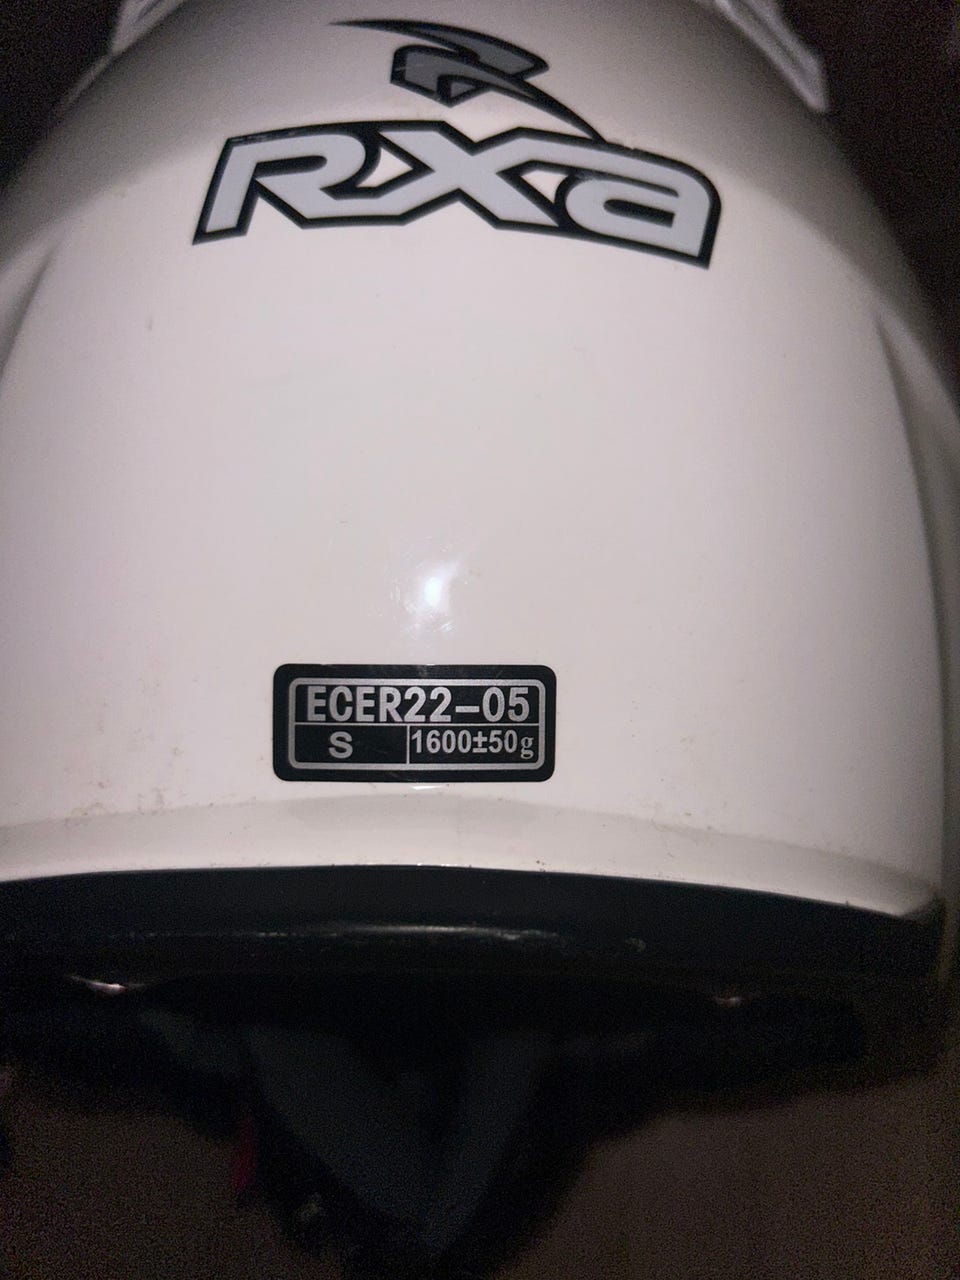 RXa
ECER22-05
S 1600±50g